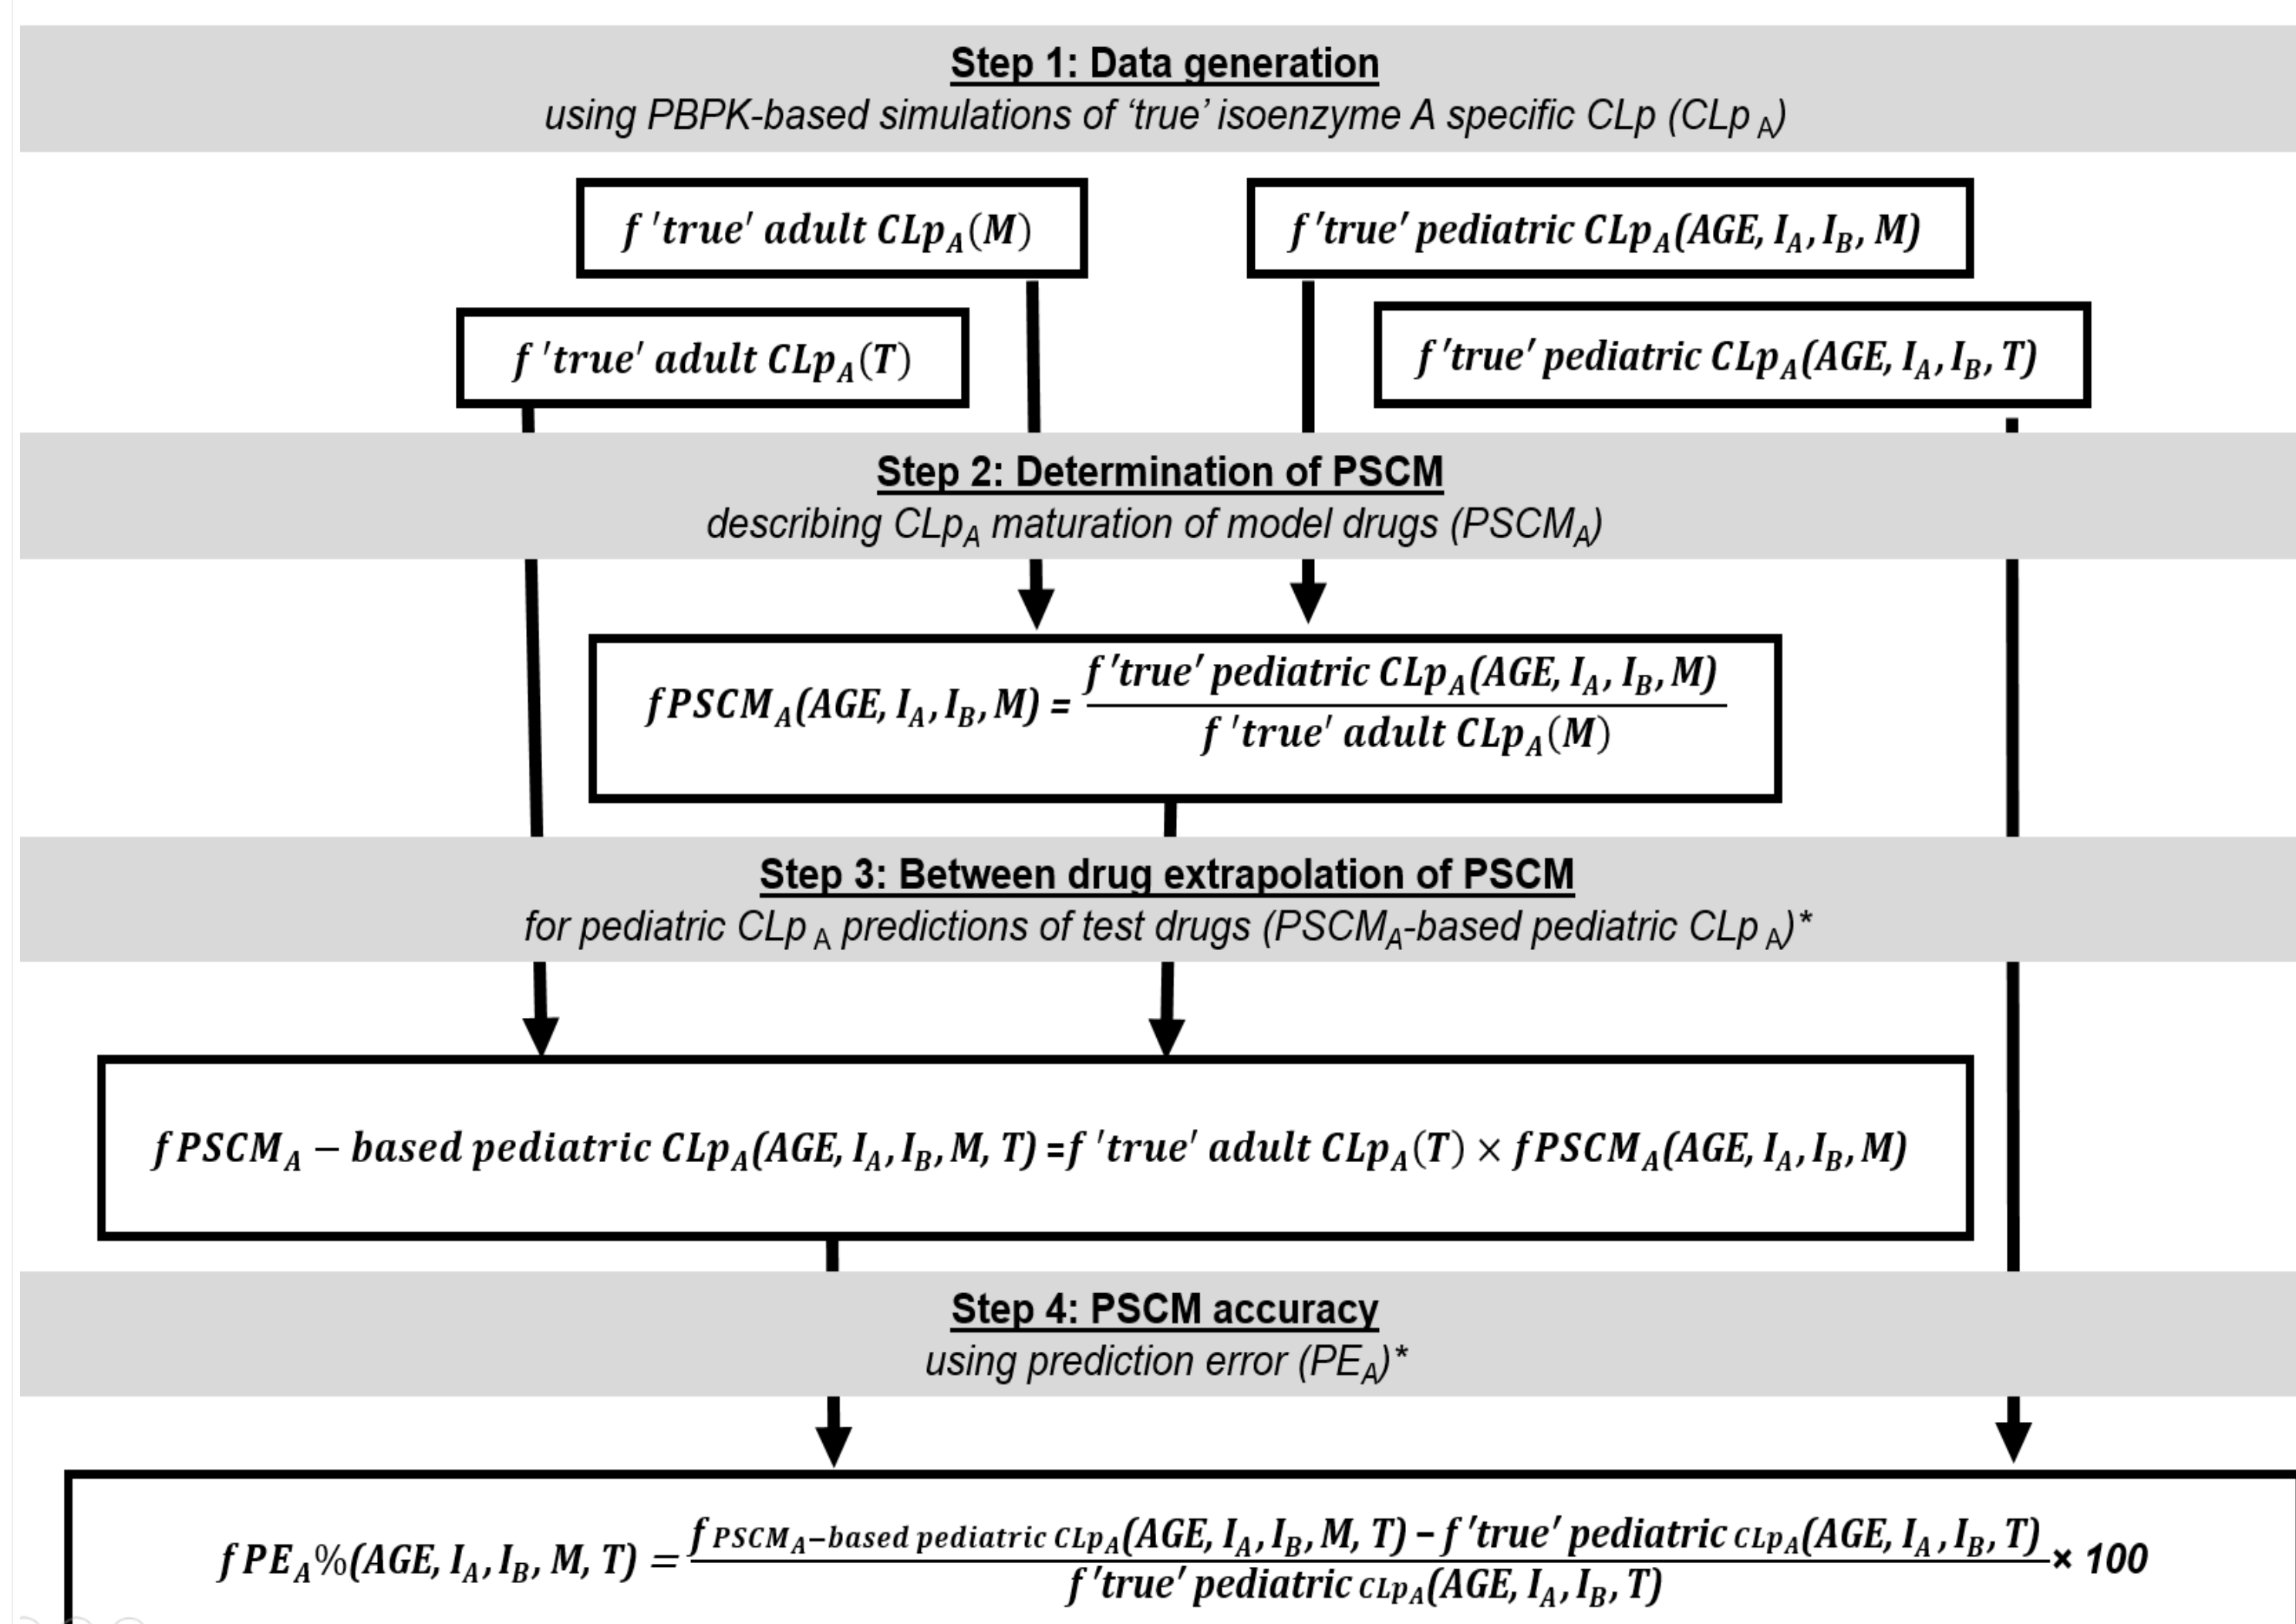 Step 1: Data generation
using PBPK-based simulations of ‘true’ isoenzyme A specific CLp (CLp A)
f 'true' adult CLpA(M)
f 'true' pediatric CLpA(AGE, IA, IB, M)
f 'true' adult CLpA(T)
f 'true' pediatric CLpA(AGE, IA, IB, T)
Step 2: Determination of PSCM
describing CLpA maturation of model drugs (PSCMA)
fPSCMA(AGE, IA, IB, M) = f 'true' pediatric CLpA(AGE, IA, IB, M)
f 'true' adult CLpA(M)
Step 3: Between drug extrapolation of PSCM
for pediatric CLp A predictions of test drugs (PSCMA-based pediatric CLp A)*
fPSCMA − based pediatric CLpA(AGE, IA, IB, M, T) =f 'true' adult CLpA(T) × fPSCMA(AGE, IA, IB, M)
Step 4: PSCM accuracy
using prediction error (PEA)*
fPEA%(AGE, IA, IB, M, T) = fPSCMA−based pediatric CLpA(AGE, IA, IB, M, T) − f 'true' pediatric CLpA(AGE, IA, IB, T) × 100
f 'true' pediatric CLpA(AGE, IA, IB, T)